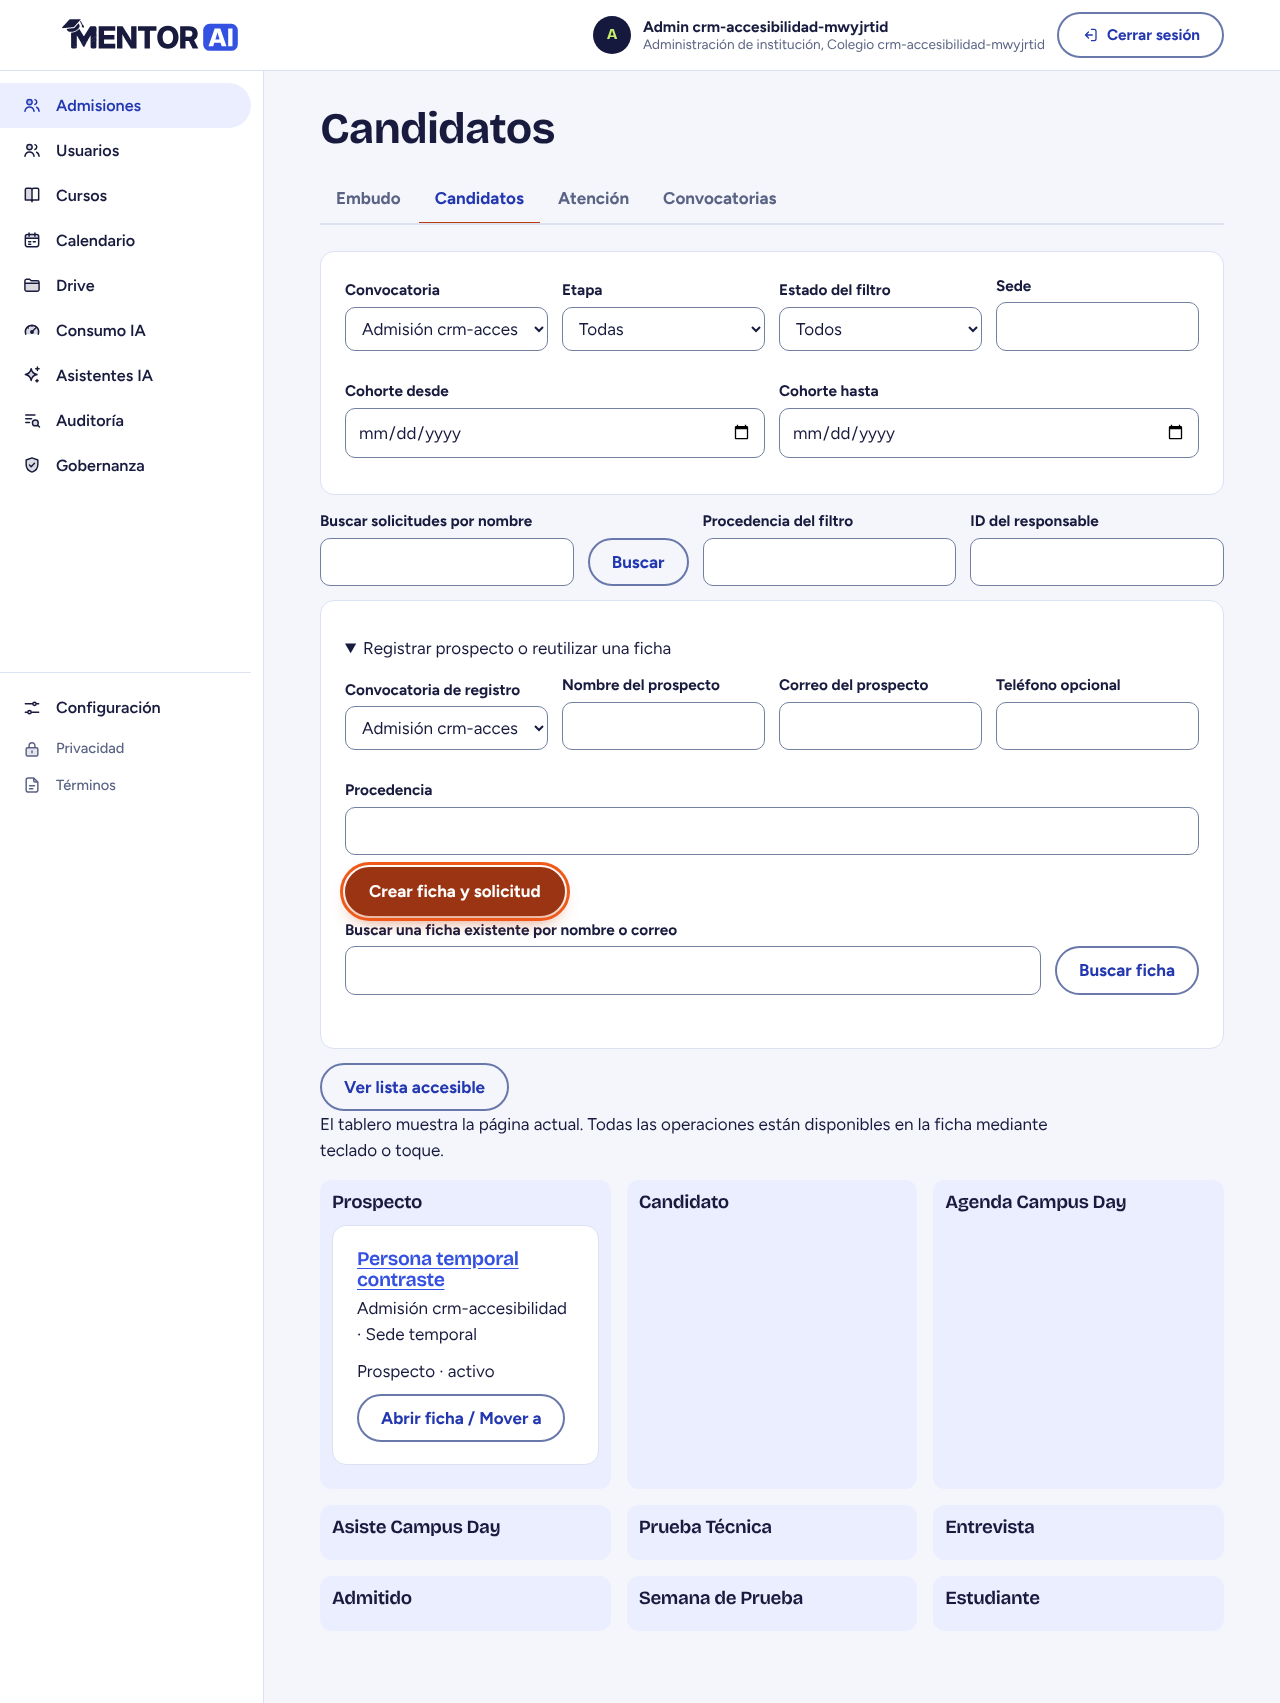 MENTOR AI
A
Admin crm-accesibilidad-mwyjrtid
Administración de institución, Colegio crm-accesibilidad-mwyjrtid
Cerrar sesión
Admisiones
Usuarios
Cursos
Calendario
Drive
Consumo IA
Asistentes IA
Auditoría
Gobernanza
Configuración
Privacidad
Términos
Candidatos
Embudo
Candidatos
Atención
Convocatorias
Convocatoria
Etapa
Estado del filtro
Sede
Admisión crm-acces
Todas
Todos
Cohorte desde
Cohorte hasta
mm/dd/yyyy
mm/dd/yyyy
Buscar solicitudes por nombre
Buscar
Procedencia del filtro
ID del responsable
▼ Registrar prospecto o reutilizar una ficha
Convocatoria de registro
Nombre del prospecto
Correo del prospecto
Teléfono opcional
Admisión crm-acces
Procedencia
Crear ficha y solicitud
Buscar una ficha existente por nombre o correo
Buscar ficha
Ver lista accesible
El tablero muestra la página actual. Todas las operaciones están disponibles en la ficha mediante
teclado o toque.
Prospecto
Persona temporal
contraste
Admisión crm-accesibilidad
· Sede temporal
Prospecto · activo
Abrir ficha / Mover a
Candidato
Agenda Campus Day
Asiste Campus Day
Prueba Técnica
Entrevista
Admitido
Semana de Prueba
Estudiante